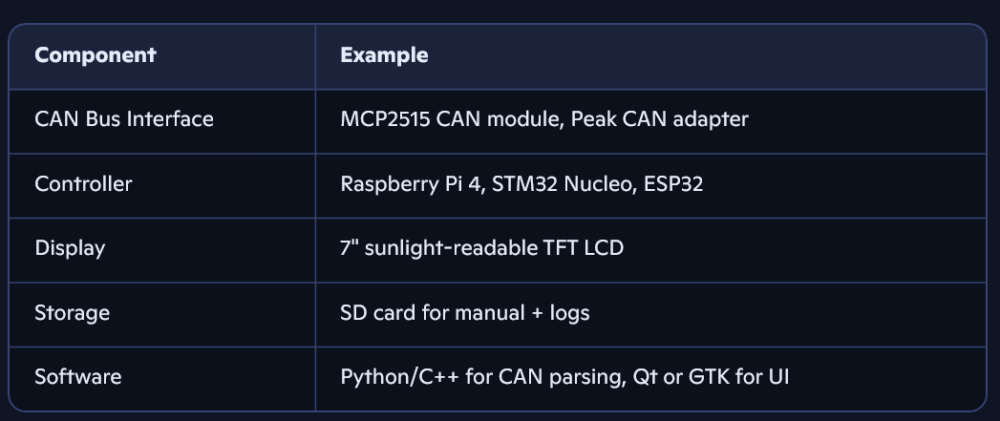 Component
Example
CAN Bus Interface
MCP2515 CAN module, Peak CAN adapter
Controller
Raspberry Pi 4, STM32 Nucleo, ESP32
Display
7" sunlight-readable TFT LCD
Storage
SD card for manual + logs
Software
Python/C++ for CAN parsing, Qt or GTK for UI